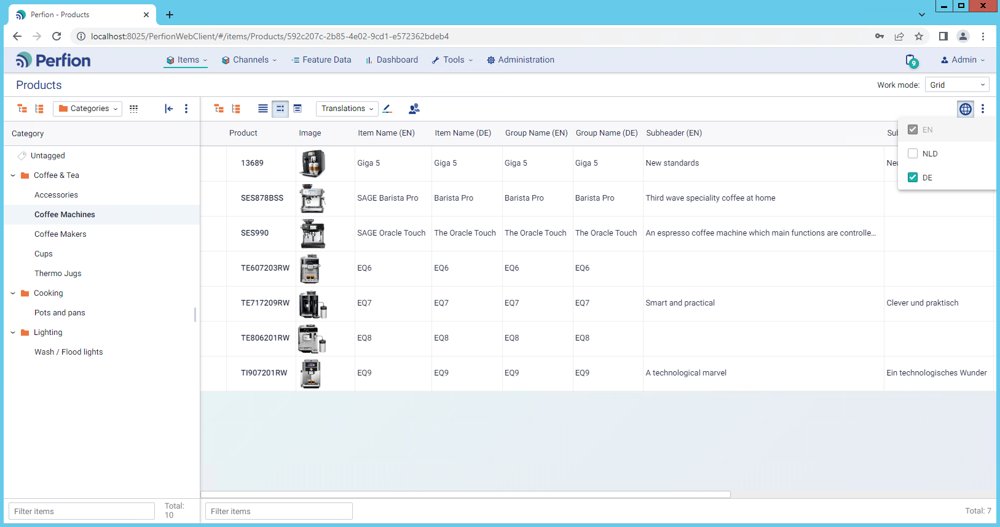 Perfion - Products
localhost:8025/PerfionWebClient/#/items/Products/592c207c-2b85-4e02-9cd1-e572362bdeb4
Perfion
Items
Channels
Feature Data
Dashboard
Tools
Administration
9
Admin
Products
Work mode:
Grid
Categories
Translations
Category
Product
Image
Item Name (EN)
Item Name (DE)
Group Name (EN)
Group Name (DE)
Subheader (EN)
EN
NLD
DE
Untagged
Coffee & Tea
Accessories
Coffee Machines
Coffee Makers
Cups
Thermo Jugs
Cooking
Pots and pans
Lighting
Wash / Flood lights
13689
Giga 5
Giga 5
Giga 5
Giga 5
New standards
SES878BSS
SAGE Barista Pro
Barista Pro
Barista Pro
Barista Pro
Third wave speciality coffee at home
SES990
SAGE Oracle Touch
The Oracle Touch
The Oracle Touch
The Oracle Touch
An espresso coffee machine which main functions are controlle...
TE607203RW
EQ6
EQ6
EQ6
EQ6
TE717209RW
EQ7
EQ7
EQ7
EQ7
Smart and practical
Clever und praktisch
TE806201RW
EQ8
EQ8
EQ8
EQ8
TI907201RW
EQ9
EQ9
EQ9
EQ9
A technological marvel
Ein technologisches Wunder
Filter items
Total:
10
Filter items
Total: 7